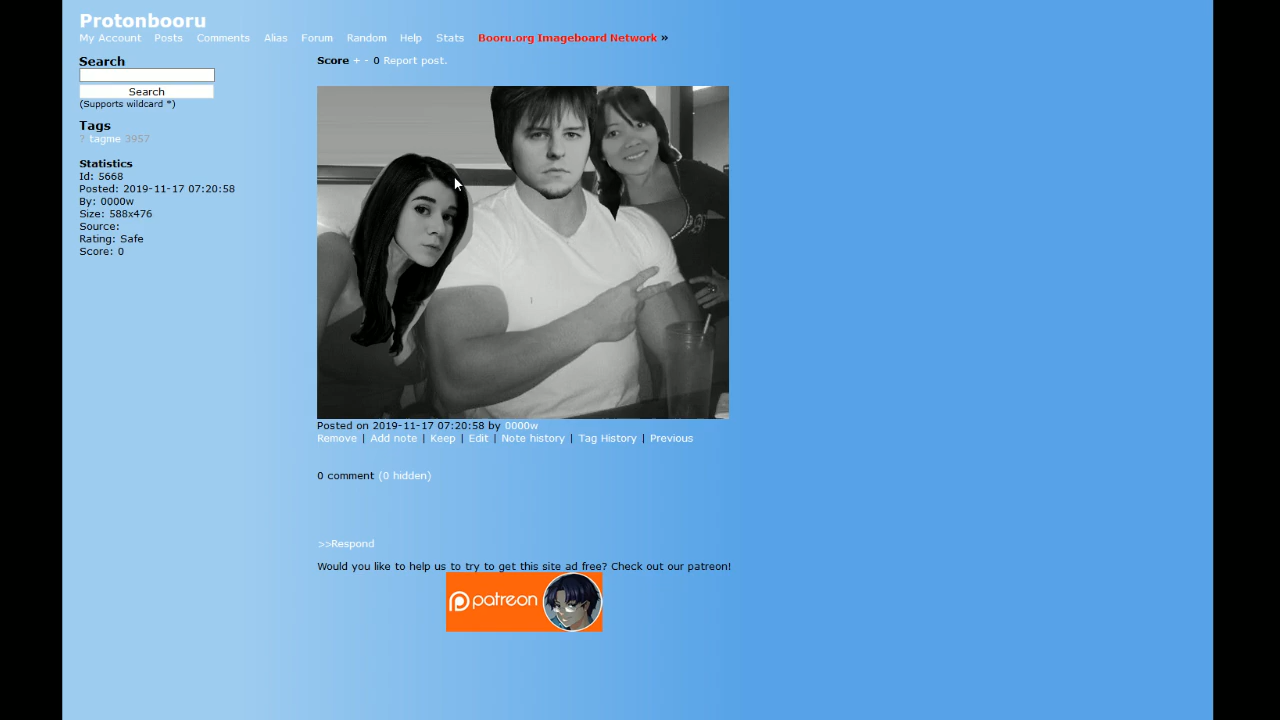 Protonbooru
My Account Posts Comments Alias Forum Random Help Stats Booru.org Imageboard Network »
Search
Search
(Supports wildcard *)
Tags
? tagme 3957
Statistics
Id: 5668
Posted: 2019-11-17 07:20:58
By: 0000w
Size: 588x476
Source:
Rating: Safe
Score: 0
Score + - 0 Report post.
Posted on 2019-11-17 07:20:58 by 0000w
Remove | Add note | Keep | Edit | Note history | Tag History | Previous
0 comment (0 hidden)
>>Respond
Would you like to help us to try to get this site ad free? Check out our patreon!
patreon